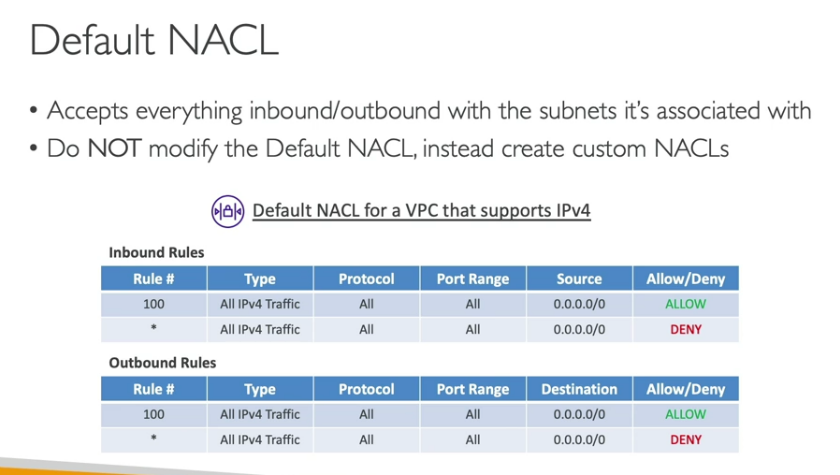 Default NACL
• Accepts everything inbound/outbound with the subnets it's associated with
• Do NOT modify the Default NACL, instead create custom NACLs
Default NACL for a VPC that supports IPv4
Inbound Rules
Rule # Type Protocol Port Range Source Allow/Deny
100 All IPv4 Traffic All All 0.0.0.0/0 ALLOW
* All IPv4 Traffic All All 0.0.0.0/0 DENY
Outbound Rules
Rule # Type Protocol Port Range Destination Allow/Deny
100 All IPv4 Traffic All All 0.0.0.0/0 ALLOW
* All IPv4 Traffic All All 0.0.0.0/0 DENY